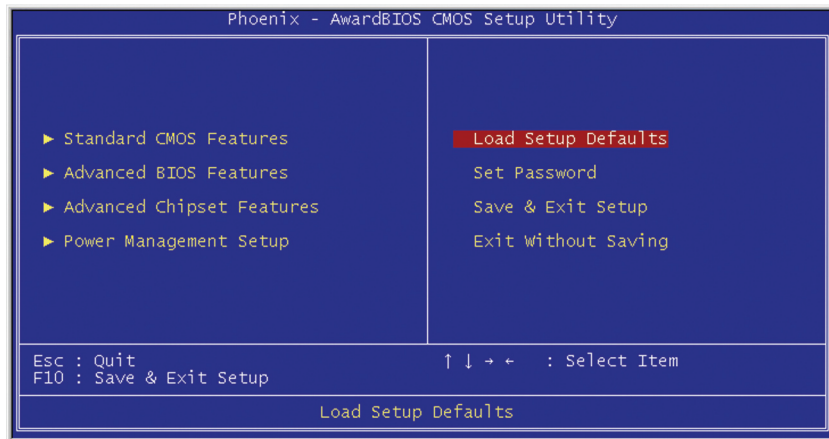 Phoenix - AwardBIOS CMOS Setup Utility
► Standard CMOS Features
► Advanced BIOS Features
► Advanced Chipset Features
► Power Management Setup
Load Setup Defaults
Set Password
Save & Exit Setup
Exit Without Saving
Esc : Quit
F10 : Save & Exit Setup
↑ ↓ → ← : Select Item
Load Setup Defaults